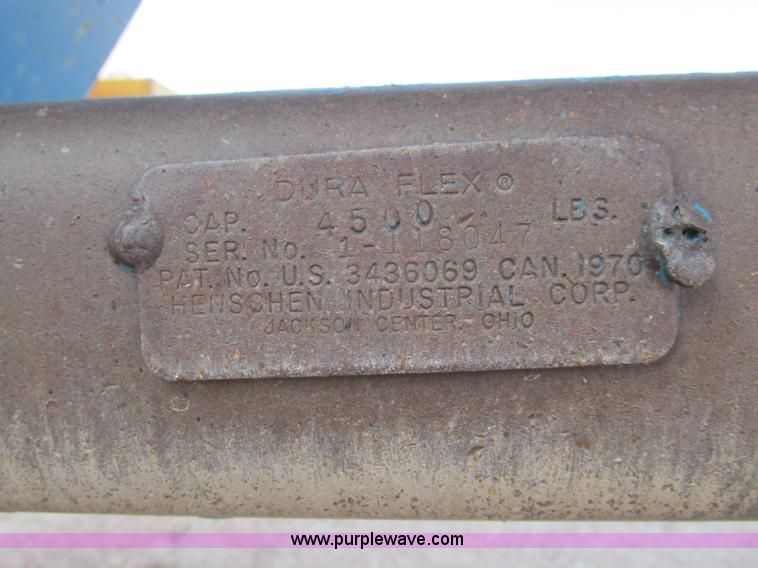 DURA FLEX®
CAP. 4500 LBS.
SER. No. 1-118047
PAT. No. U.S. 3436069 CAN. 1970
HENSCHEN INDUSTRIAL CORP.
JACKSON CENTER, OHIO
www.purplewave.com